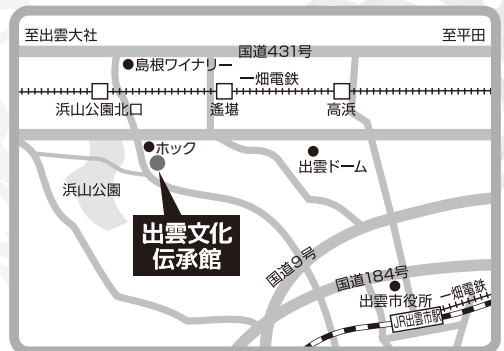 至出雲大社
至平田
国道431号
島根ワイナリー
一畑電鉄
浜山公園北口
遙堪
高浜
ホック
出雲ドーム
浜山公園
出雲文化
伝承館
国道9号
国道184号
出雲市役所
一畑電鉄
JR出雲市駅